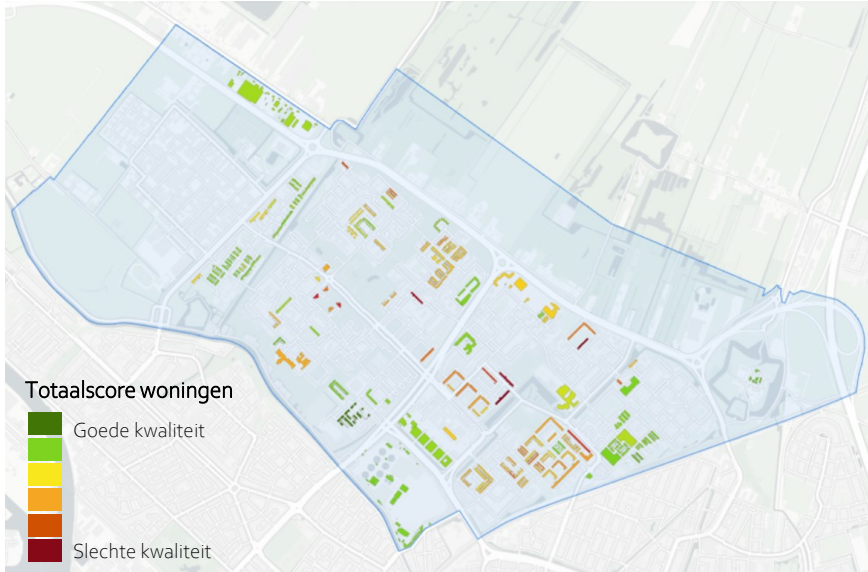 Totaalscore woningen
Goede kwaliteit
Slechte kwaliteit